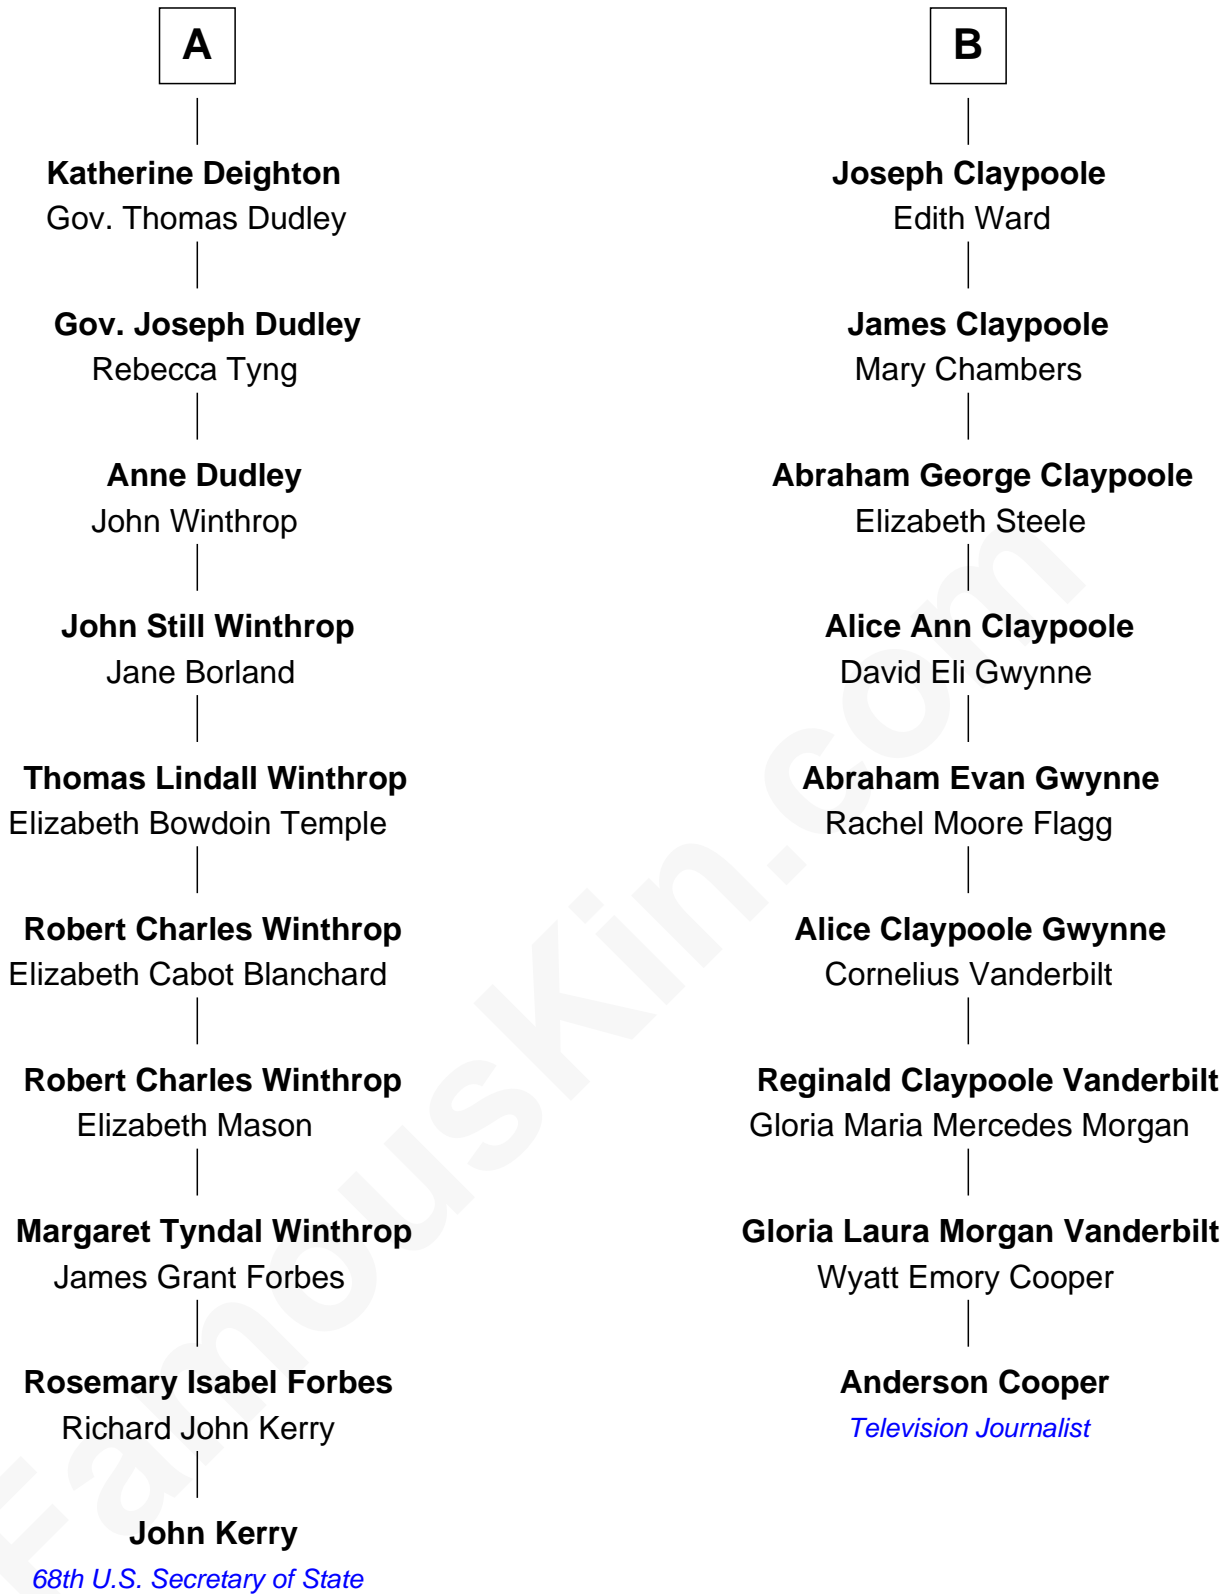 A
Katherine Deighton
Gov. Thomas Dudley
Gov. Joseph Dudley
Rebecca Tyng
Anne Dudley
John Winthrop
John Still Winthrop
Jane Borland
Thomas Lindall Winthrop
Elizabeth Bowdoin Temple
Robert Charles Winthrop
Elizabeth Cabot Blanchard
Robert Charles Winthrop
Elizabeth Mason
Margaret Tyndal Winthrop
James Grant Forbes
Rosemary Isabel Forbes
Richard John Kerry
John Kerry
68th U.S. Secretary of State
B
Joseph Claypoole
Edith Ward
James Claypoole
Mary Chambers
Abraham George Claypoole
Elizabeth Steele
Alice Ann Claypoole
David Eli Gwynne
Abraham Evan Gwynne
Rachel Moore Flagg
Alice Claypoole Gwynne
Cornelius Vanderbilt
Reginald Claypoole Vanderbilt
Gloria Maria Mercedes Morgan
Gloria Laura Morgan Vanderbilt
Wyatt Emory Cooper
Anderson Cooper
Television Journalist
FamousKin.com